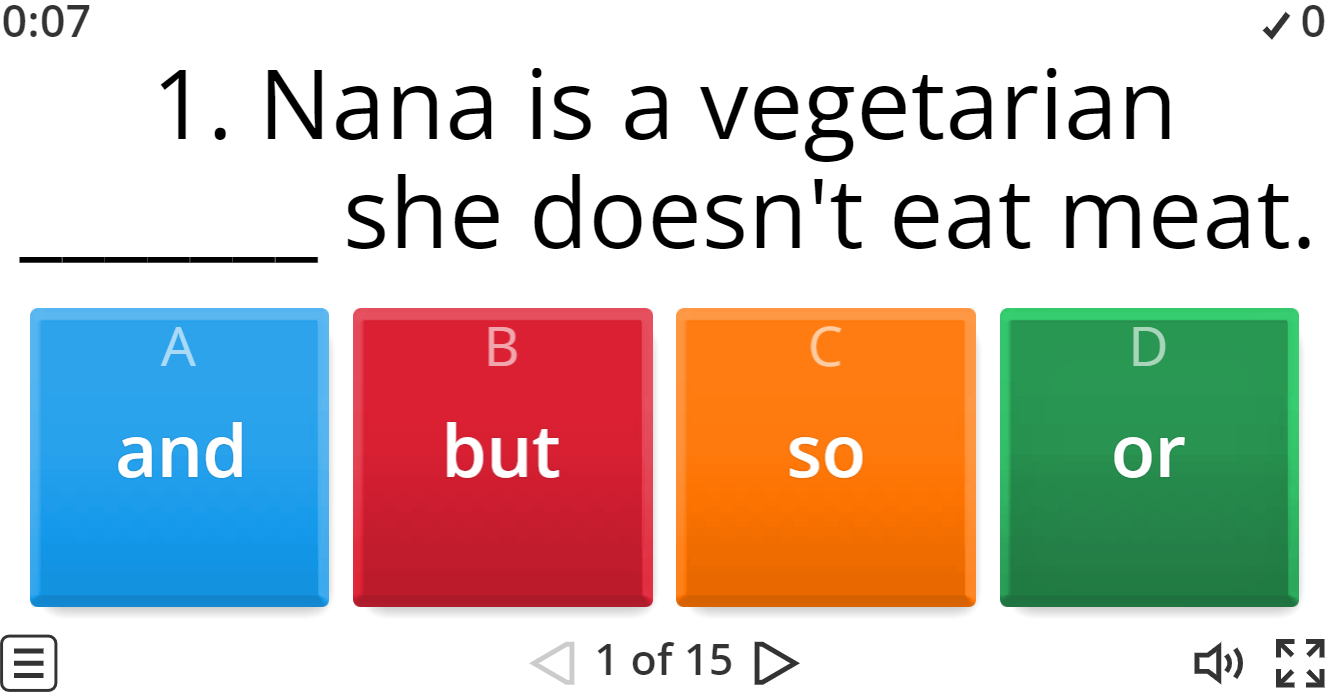 0:07
✓ 0
1. Nana is a vegetarian
_______ she doesn't eat meat.
A
and
B
but
C
so
D
or
1 of 15